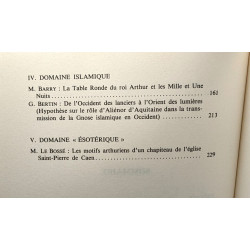 IV. DOMAINE ISLAMIQUE
M. BARRY : La Table Ronde du roi Arthur et les Mille et Une
Nuits 161
G. BERTIN : De l'Occident des lanciers à l'Orient des lumières
(Hypothèse sur le rôle d'Aliénor d'Aquitaine dans la transmis-
sion de la Gnose islamique en Occident) 213
V. DOMAINE « ÉSOTÉRIQUE »
M. LE BOSSÉ : Les motifs arthuriens d'un chapiteau de l'église
Saint-Pierre de Caen 229